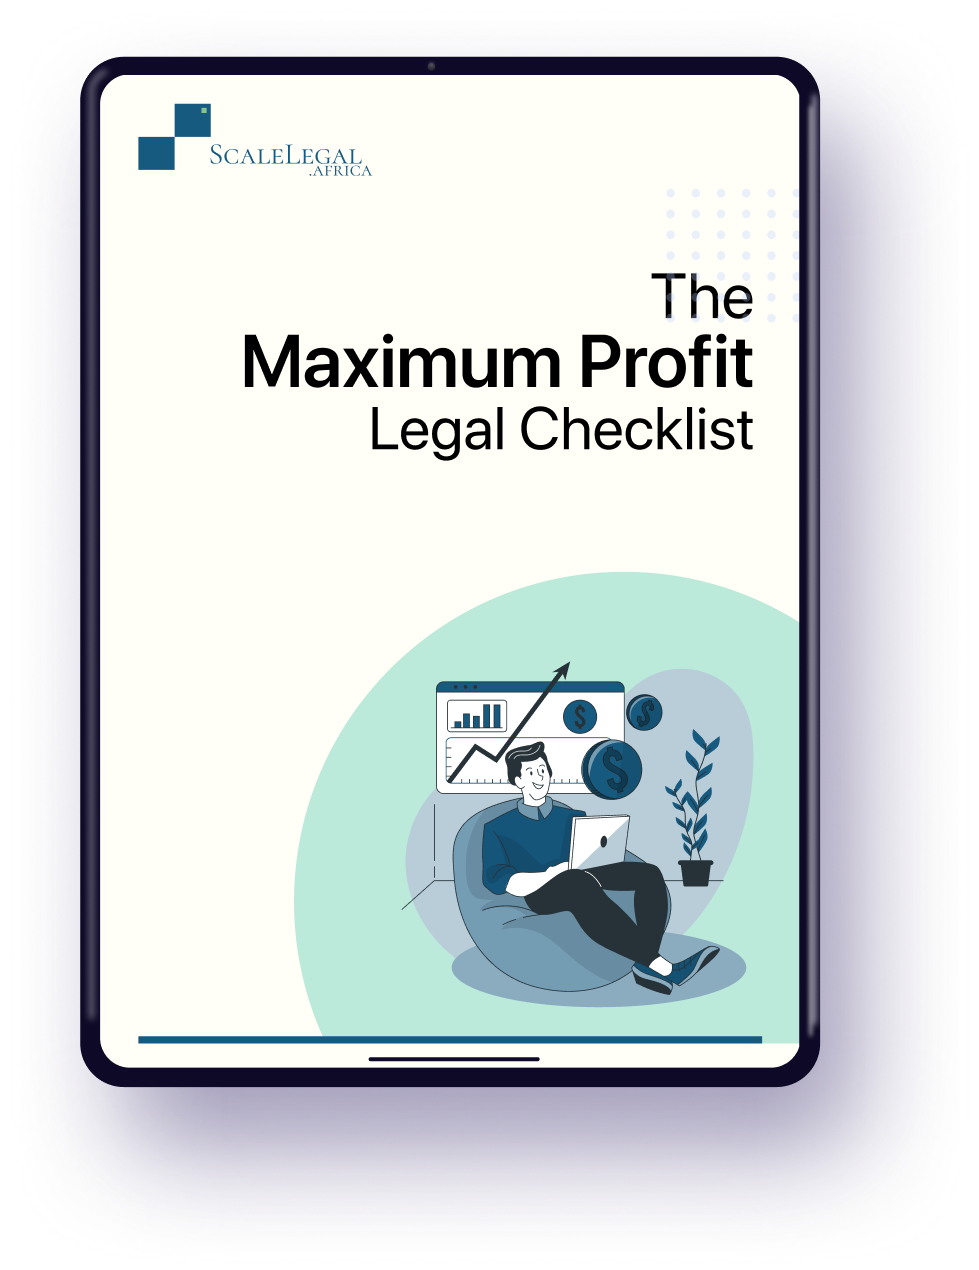 ScaleLegal
.AFRICA
The
Maximum Profit
Legal Checklist
$
$
$